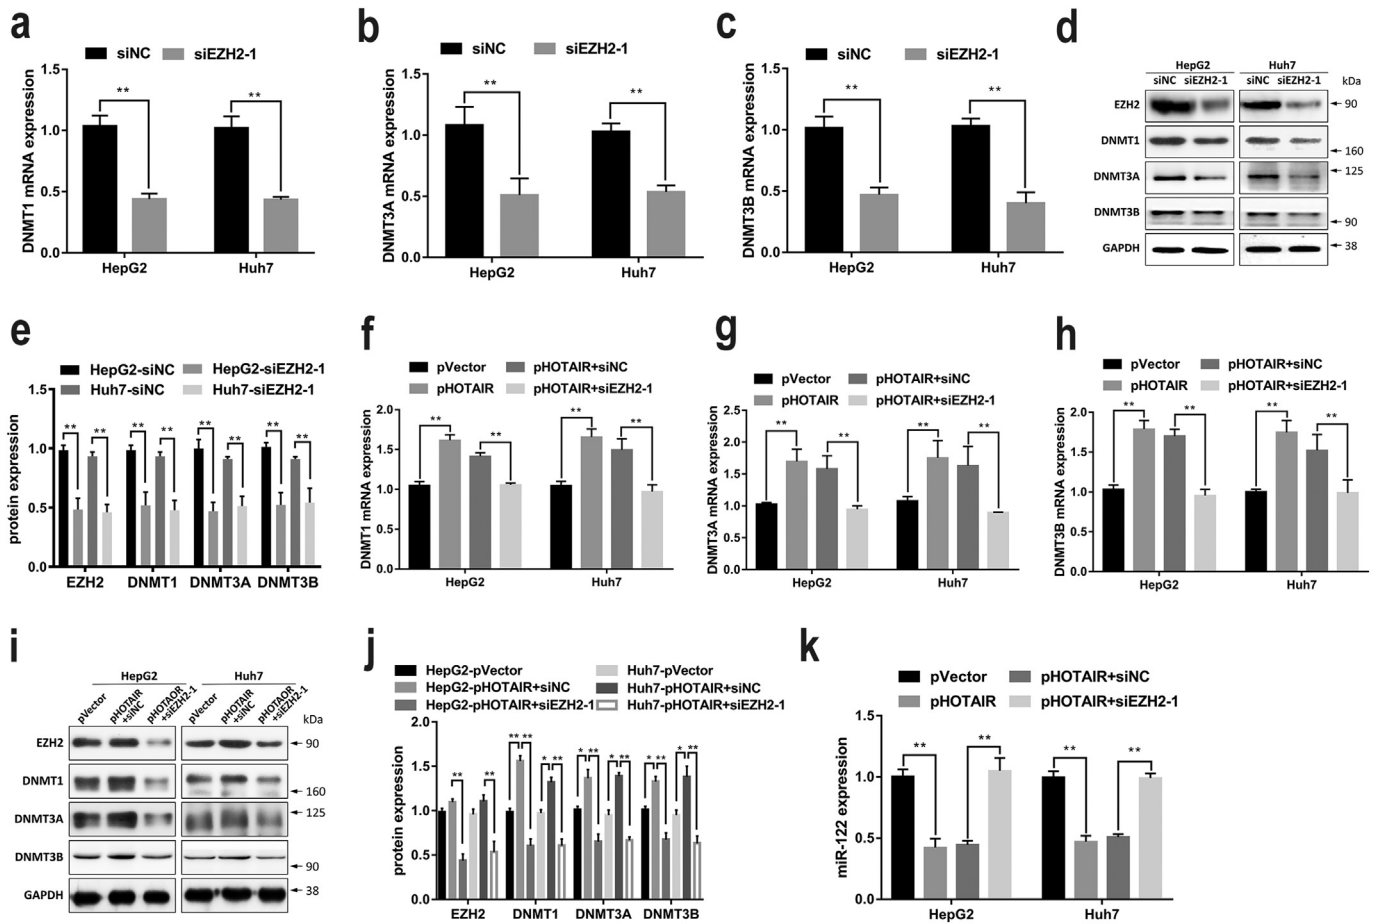 a
siNC siEZH2-1
DNMT1 mRNA expression
1.5
1.0
0.5
0.0
** **
HepG2 Huh7
b
siNC siEZH2-1
DNMT3A mRNA expression
1.5
1.0
0.5
0.0
** **
HepG2 Huh7
c
siNC siEZH2-1
DNMT3B mRNA expression
1.5
1.0
0.5
0.0
** **
HepG2 Huh7
d
HepG2 Huh7
siNC siEZH2-1 siNC siEZH2-1 kDa
EZH2 90
DNMT1 160
DNMT3A 125
DNMT3B 90
GAPDH 38
e
HepG2-siNC HepG2-siEZH2-1
Huh7-siNC Huh7-siEZH2-1
protein expression
1.5
1.0
0.5
0.0
** ** ** ** ** ** ** **
EZH2 DNMT1 DNMT3A DNMT3B
f
pVector pHOTAIR+siNC
pHOTAIR pHOTAIR+siEZH2-1
DNMT1 mRNA expression
2.0
1.5
1.0
0.5
0.0
** ** ** **
HepG2 Huh7
g
pVector pHOTAIR+siNC
pHOTAIR pHOTAIR+siEZH2-1
DNMT3A mRNA expression
2.5
2.0
1.5
1.0
0.5
0.0
** ** ** **
HepG2 Huh7
h
pVector pHOTAIR+siNC
pHOTAIR pHOTAIR+siEZH2-1
DNMT3B mRNA expression
2.0
1.5
1.0
0.5
0.0
** ** ** **
HepG2 Huh7
i
HepG2 Huh7
pVector pHOTAIR +siNC pHOTAOR +siEZH2-1 pVector pHOTAIR +siNC pHOTAOR +siEZH2-1
kDa
EZH2 90
DNMT1 160
DNMT3A 125
DNMT3B 90
GAPDH 38
j
HepG2-pVector Huh7-pVector
HepG2-pHOTAIR+siNC Huh7-pHOTAIR+siNC
HepG2-pHOTAIR+siEZH2-1 Huh7-pHOTAIR+siEZH2-1
protein expression
2.0
1.5
1.0
0.5
0.0
** ** ** ** * ** * ** * ** * ** * **
EZH2 DNMT1 DNMT3A DNMT3B
k
pVector pHOTAIR+siNC
pHOTAIR pHOTAIR+siEZH2-1
miR-122 expression
1.5
1.0
0.5
0.0
** ** ** **
HepG2 Huh7